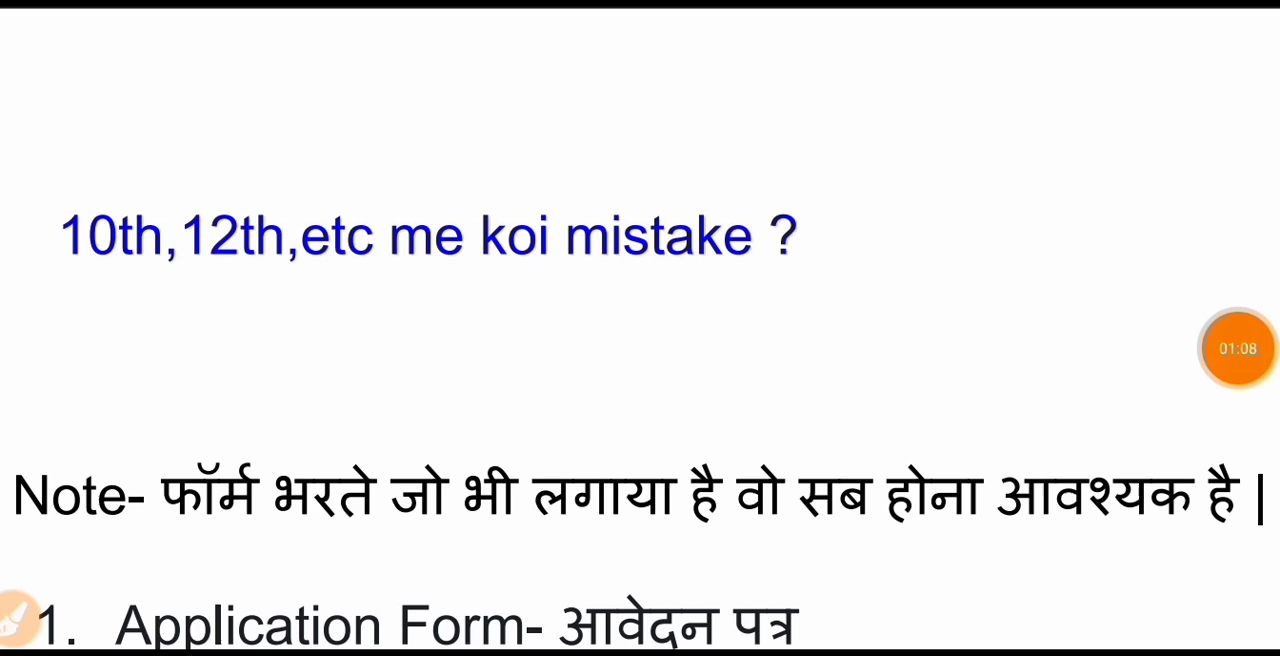 10th,12th,etc me koi mistake ?
01:08
Note- फॉर्म भरते जो भी लगाया है वो सब होना आवश्यक है |
1. Application Form- आवेदन पत्र